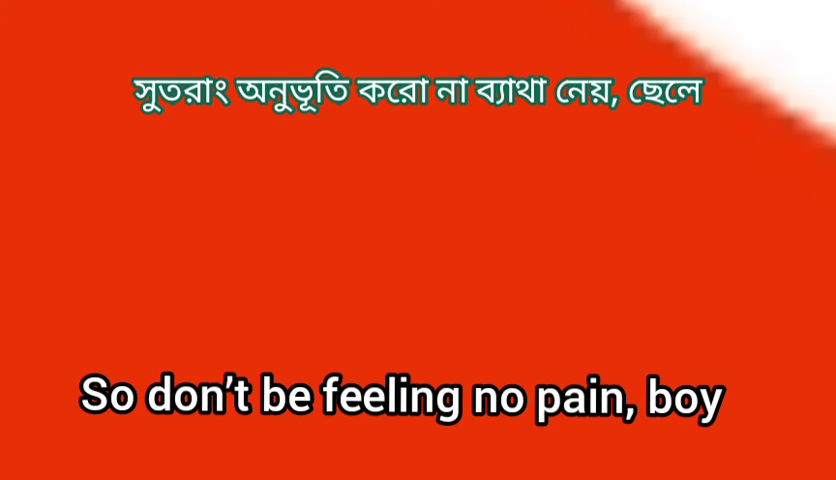 সুতরাং অনুভূতি করো না ব্যাথা নেয়, ছেলে
So don’t be feeling no pain, boy